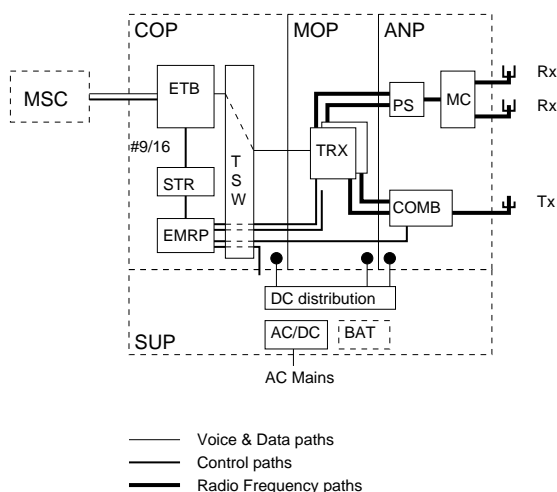 COP MOP ANP
MSC
ETB
#9/16
STR
EMRP
T
S
W
TRX
PS
MC
Rx
Rx
COMB
Tx
DC distribution
AC/DC
BAT
SUP
AC Mains
Voice & Data paths
Control paths
Radio Frequency paths